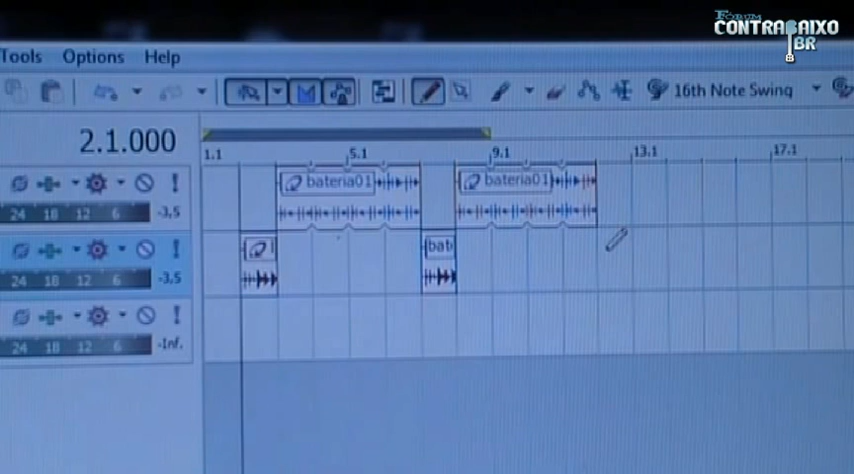 FÓRUM
CONTRABAIXO
BR
Tools Options Help
16th Note Swing
2.1.000
1.1 5.1 9.1 13.1 17.1
bateria01 bateria01
24 18 12 6 -3,5
bat
24 18 12 6 -3,5
24 18 12 6 -Inf.